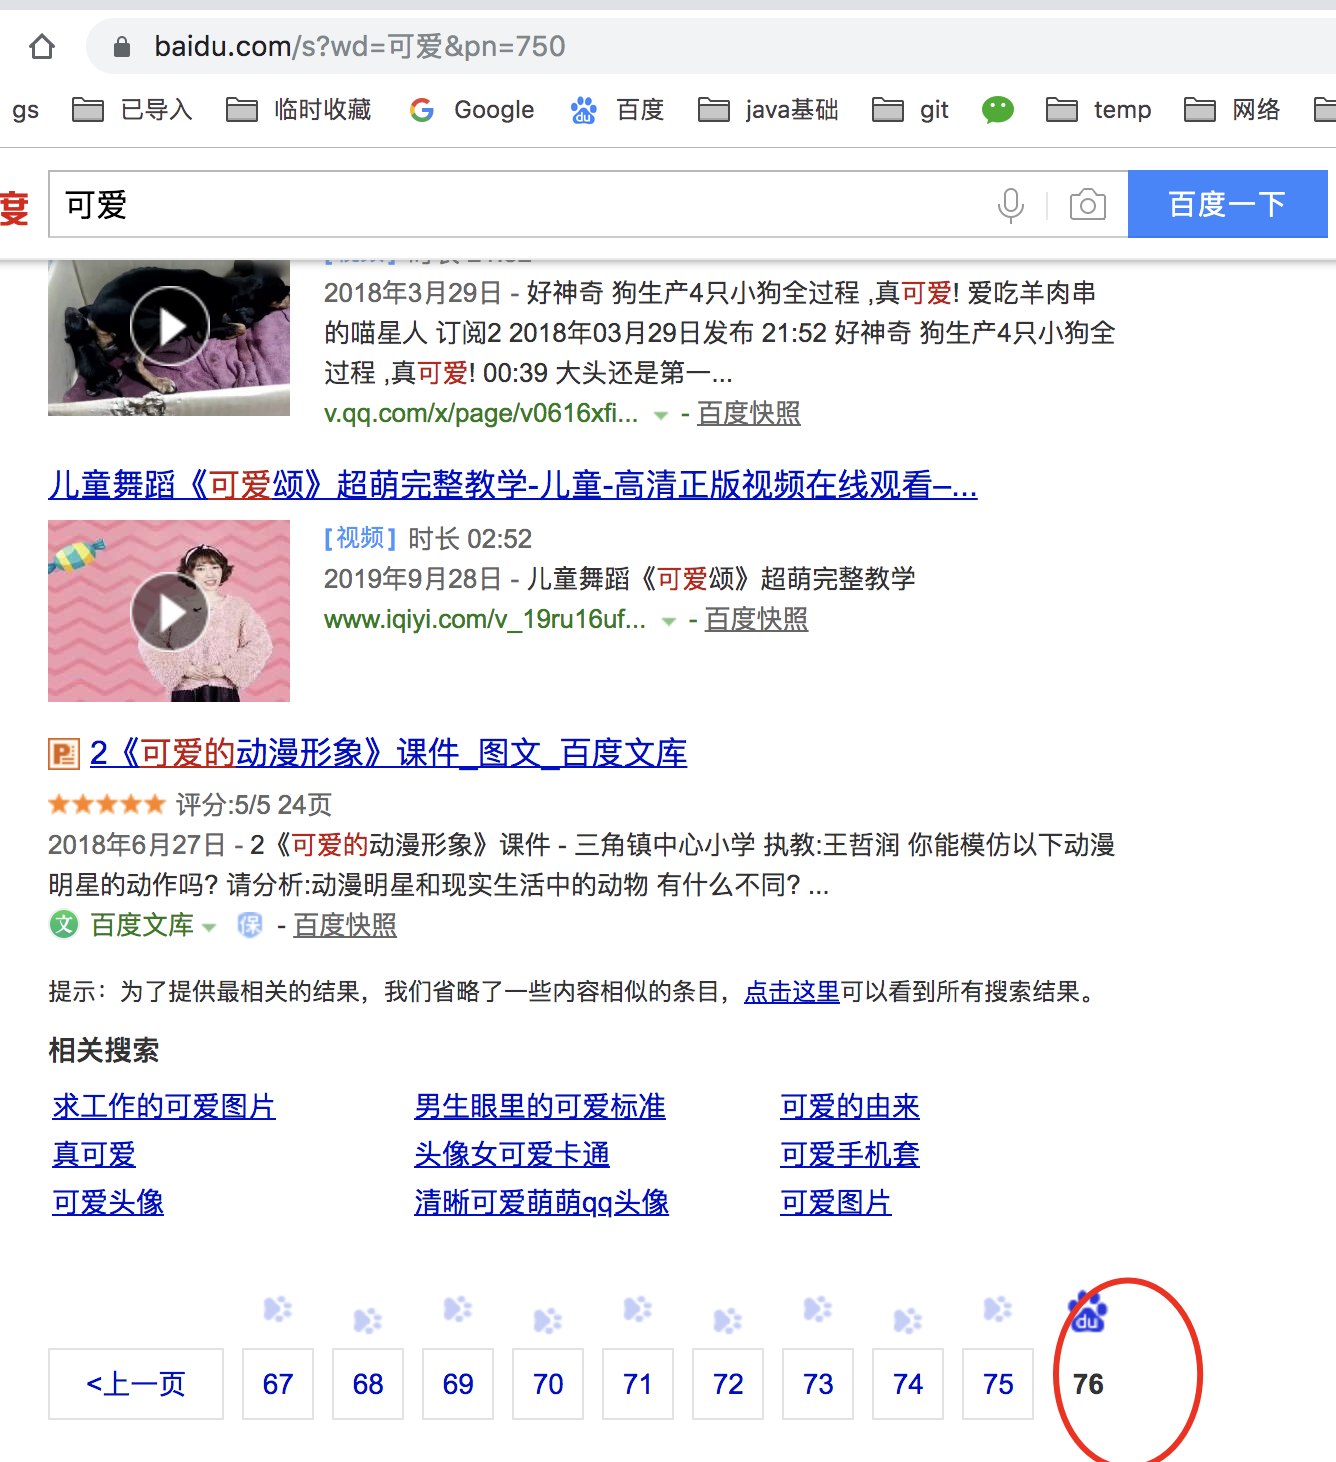 baidu.com/s?wd=可爱&pn=750
gs 已导入 临时收藏 Google 百度 java基础 git temp 网络
可爱 百度一下
2018年3月29日 - 好神奇 狗生产4只小狗全过程 ,真可爱! 爱吃羊肉串
的喵星人 订阅2 2018年03月29日发布 21:52 好神奇 狗生产4只小狗全
过程 ,真可爱! 00:39 大头还是第一...
v.qq.com/x/page/v0616xfi... - 百度快照
儿童舞蹈《可爱颂》超萌完整教学-儿童-高清正版视频在线观看–...
[视频] 时长 02:52
2019年9月28日 - 儿童舞蹈《可爱颂》超萌完整教学
www.iqiyi.com/v_19ru16uf... - 百度快照
2《可爱的动漫形象》课件_图文_百度文库
评分:5/5 24页
2018年6月27日 - 2《可爱的动漫形象》课件 - 三角镇中心小学 执教:王哲润 你能模仿以下动漫
明星的动作吗? 请分析:动漫明星和现实生活中的动物 有什么不同? ...
文 百度文库 保 - 百度快照
提示：为了提供最相关的结果，我们省略了一些内容相似的条目，点击这里可以看到所有搜索结果。
相关搜索
求工作的可爱图片 男生眼里的可爱标准 可爱的由来
真可爱 头像女可爱卡通 可爱手机套
可爱头像 清晰可爱萌萌qq头像 可爱图片
du
<上一页 67 68 69 70 71 72 73 74 75 76